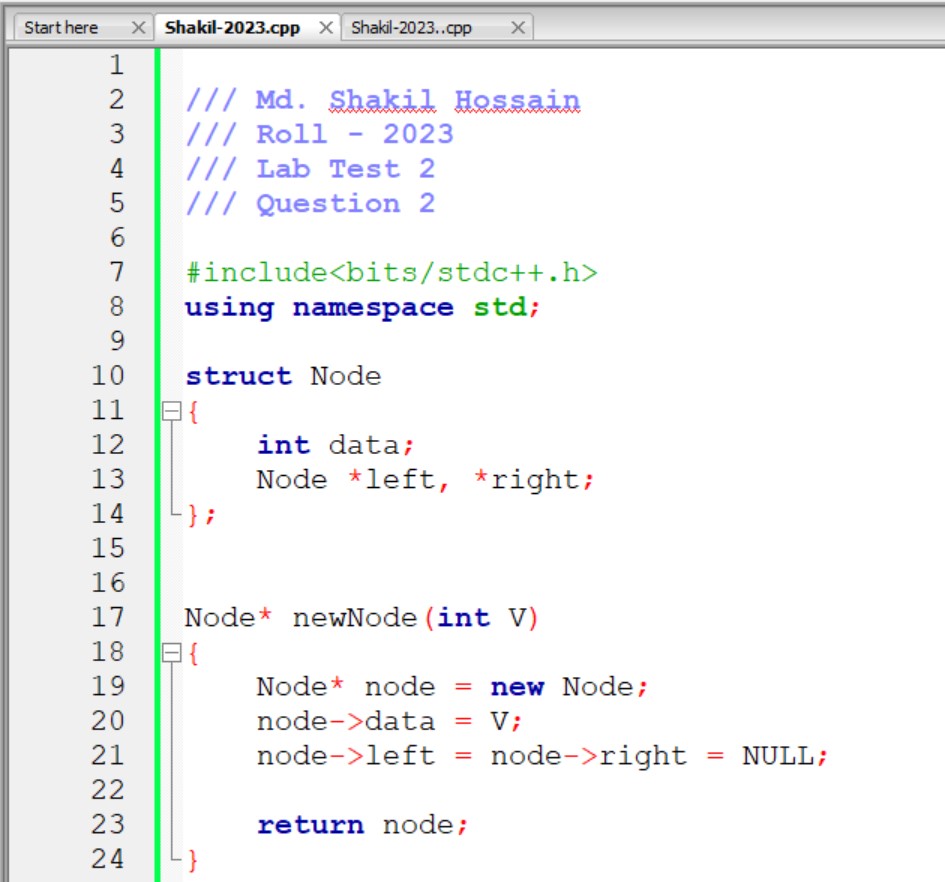 Start here Shakil-2023.cpp Shakil-2023..cpp
1
2 /// Md. Shakil Hossain
3 /// Roll - 2023
4 /// Lab Test 2
5 /// Question 2
6
7 #include<bits/stdc++.h>
8 using namespace std;
9
10 struct Node
11 {
12 int data;
13 Node *left, *right;
14 };
15
16
17 Node* newNode(int V)
18 {
19 Node* node = new Node;
20 node->data = V;
21 node->left = node->right = NULL;
22
23 return node;
24 }